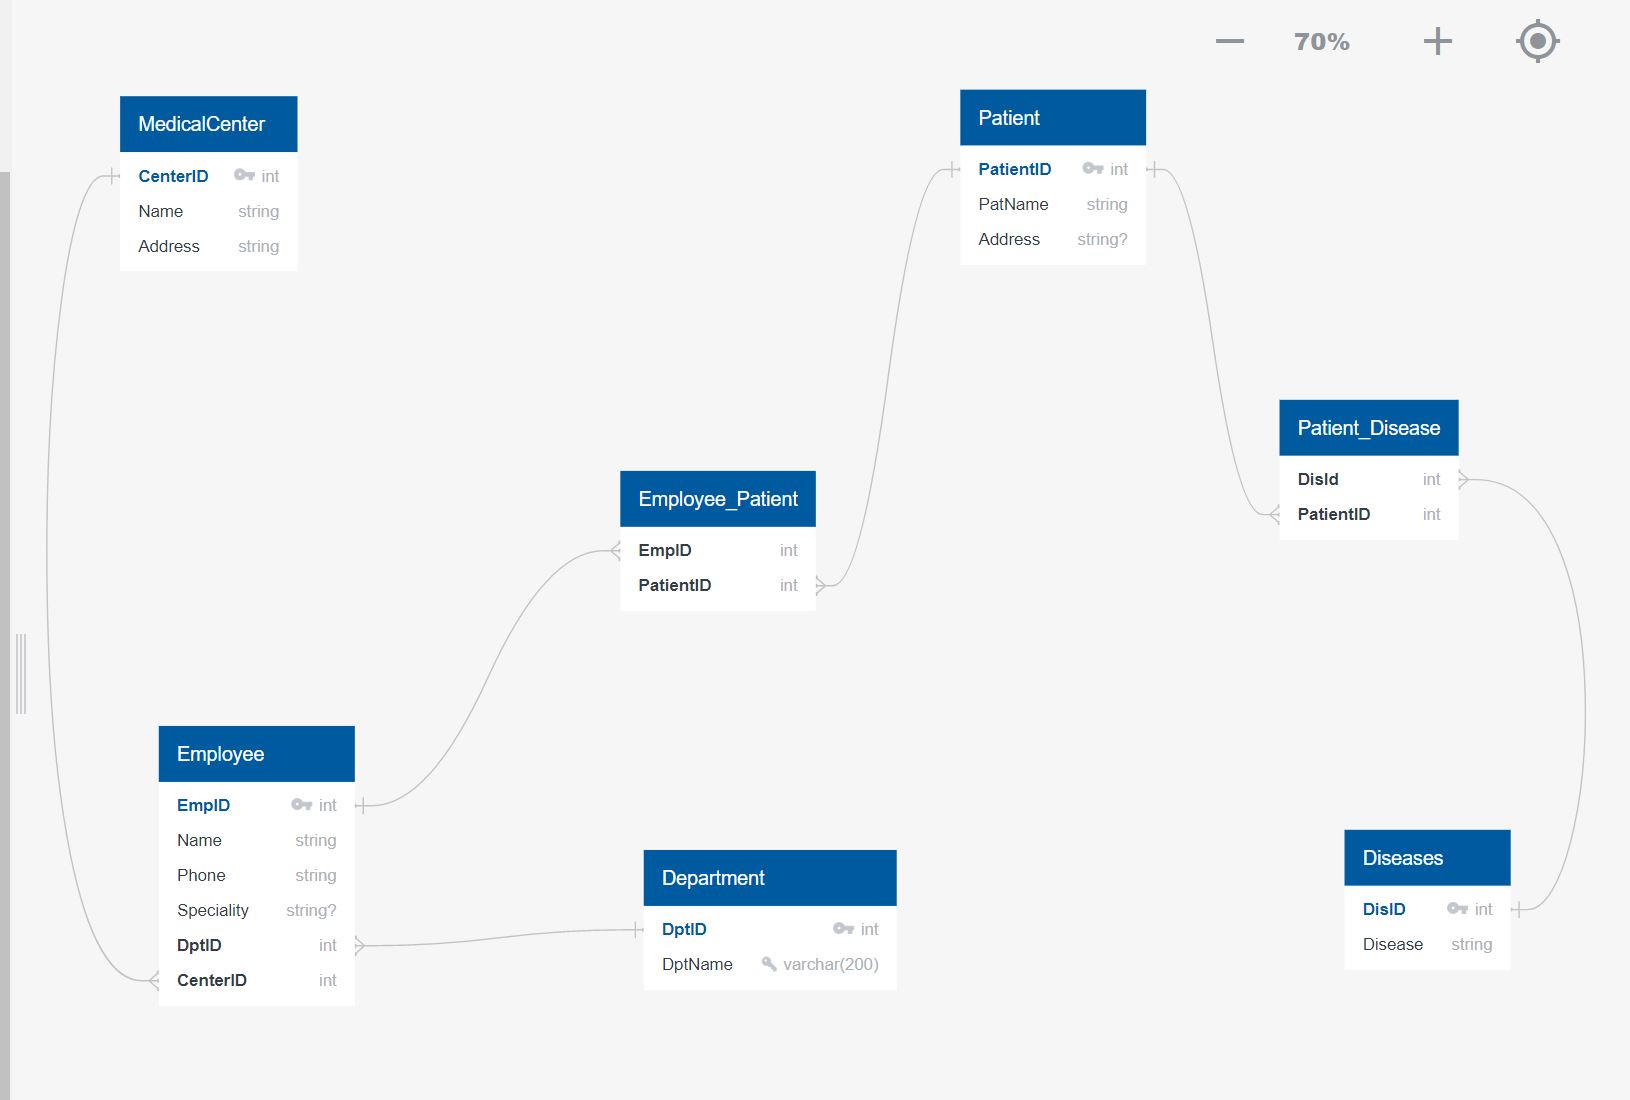 70%
MedicalCenter
CenterID int
Name string
Address string
Patient
PatientID int
PatName string
Address string?
Patient_Disease
DisId int
PatientID int
Employee_Patient
EmpID int
PatientID int
Employee
EmpID int
Name string
Phone string
Speciality string?
DptID int
CenterID int
Department
DptID int
DptName varchar(200)
Diseases
DisID int
Disease string